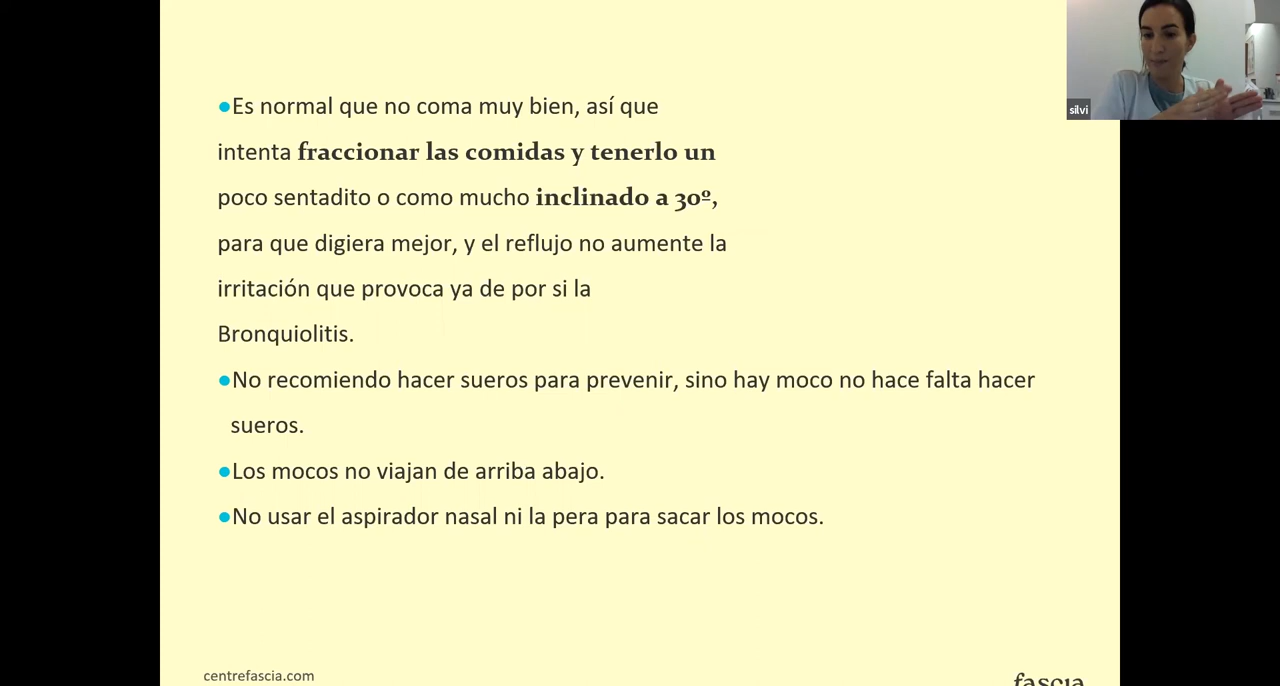 silvi
●Es normal que no coma muy bien, así que
intenta fraccionar las comidas y tenerlo un
poco sentadito o como mucho inclinado a 30º,
para que digiera mejor, y el reflujo no aumente la
irritación que provoca ya de por si la
Bronquiolitis.
●No recomiendo hacer sueros para prevenir, sino hay moco no hace falta hacer
sueros.
●Los mocos no viajan de arriba abajo.
●No usar el aspirador nasal ni la pera para sacar los mocos.
centrefascia.com
fascia